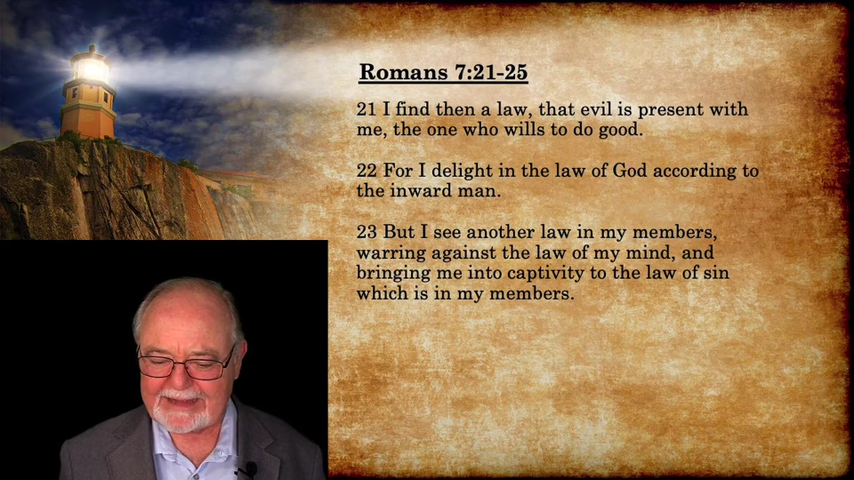 Romans 7:21-25
21 I find then a law, that evil is present with
me, the one who wills to do good.
22 For I delight in the law of God according to
the inward man.
23 But I see another law in my members,
warring against the law of my mind, and
bringing me into captivity to the law of sin
which is in my members.